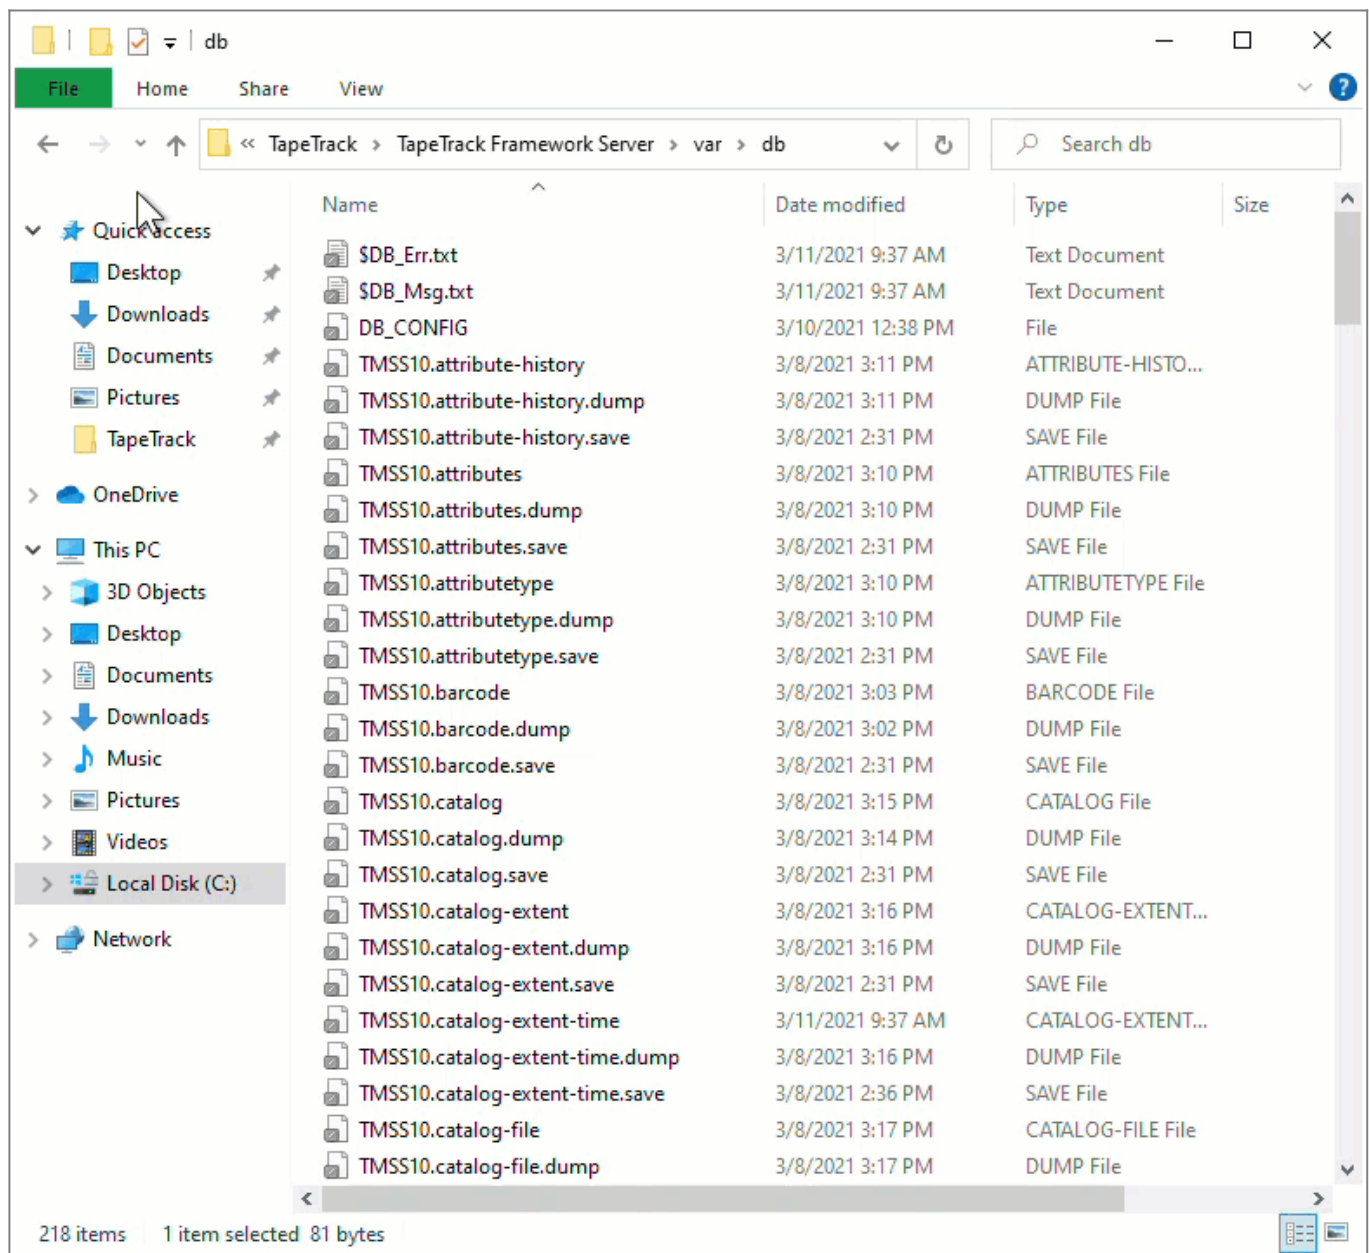 db
File Home Share View
« TapeTrack > TapeTrack Framework Server > var > db Search db
Name Date modified Type Size
Quick access
Desktop
Downloads
Documents
Pictures
TapeTrack
OneDrive
This PC
3D Objects
Desktop
Documents
Downloads
Music
Pictures
Videos
Local Disk (C:)
Network
$DB_Err.txt 3/11/2021 9:37 AM Text Document
$DB_Msg.txt 3/11/2021 9:37 AM Text Document
DB_CONFIG 3/10/2021 12:38 PM File
TMSS10.attribute-history 3/8/2021 3:11 PM ATTRIBUTE-HISTO...
TMSS10.attribute-history.dump 3/8/2021 3:11 PM DUMP File
TMSS10.attribute-history.save 3/8/2021 2:31 PM SAVE File
TMSS10.attributes 3/8/2021 3:10 PM ATTRIBUTES File
TMSS10.attributes.dump 3/8/2021 3:10 PM DUMP File
TMSS10.attributes.save 3/8/2021 2:31 PM SAVE File
TMSS10.attributetype 3/8/2021 3:10 PM ATTRIBUTETYPE File
TMSS10.attributetype.dump 3/8/2021 3:10 PM DUMP File
TMSS10.attributetype.save 3/8/2021 2:31 PM SAVE File
TMSS10.barcode 3/8/2021 3:03 PM BARCODE File
TMSS10.barcode.dump 3/8/2021 3:02 PM DUMP File
TMSS10.barcode.save 3/8/2021 2:31 PM SAVE File
TMSS10.catalog 3/8/2021 3:15 PM CATALOG File
TMSS10.catalog.dump 3/8/2021 3:14 PM DUMP File
TMSS10.catalog.save 3/8/2021 2:31 PM SAVE File
TMSS10.catalog-extent 3/8/2021 3:16 PM CATALOG-EXTENT...
TMSS10.catalog-extent.dump 3/8/2021 3:16 PM DUMP File
TMSS10.catalog-extent.save 3/8/2021 2:31 PM SAVE File
TMSS10.catalog-extent-time 3/11/2021 9:37 AM CATALOG-EXTENT...
TMSS10.catalog-extent-time.dump 3/8/2021 3:16 PM DUMP File
TMSS10.catalog-extent-time.save 3/8/2021 2:36 PM SAVE File
TMSS10.catalog-file 3/8/2021 3:17 PM CATALOG-FILE File
TMSS10.catalog-file.dump 3/8/2021 3:17 PM DUMP File
218 items 1 item selected 81 bytes